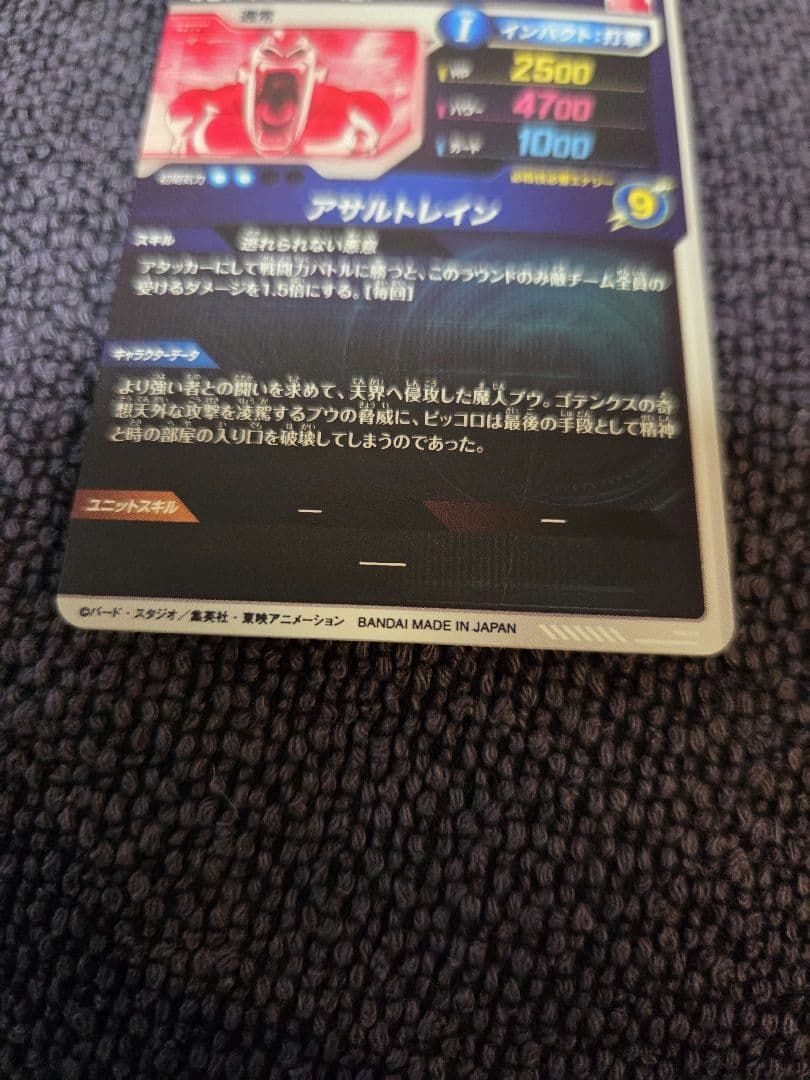 通常
I インパクト:打撃
HP 2500
パワー 4700
ガード 1000
初期気力
必殺技必要エナジー 9
アサルトレイン
スキル 逃れられない悪意
アタッカーにして戦闘力バトルに勝つと、このラウンドのみ敵チーム全員の
受けるダメージを1.5倍にする。[毎回]
キャラクターデータ
より強い者との闘いを求めて、天界へ侵攻した魔人ブウ。ゴテンクスの奇
想天外な攻撃を凌駕するブウの脅威に、ピッコロは最後の手段として精神
と時の部屋の入り口を破壊してしまうのであった。
ユニットスキル — —
—
©バード・スタジオ/集英社・東映アニメーション BANDAI MADE IN JAPAN